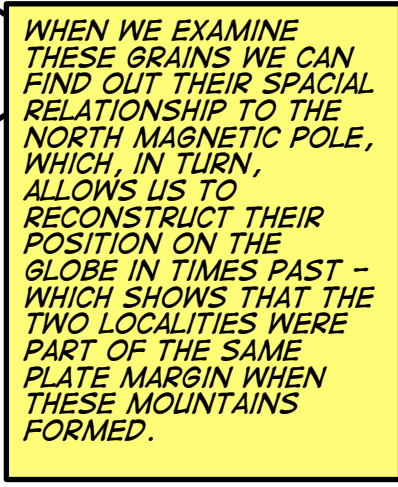 WHEN WE EXAMINE
THESE GRAINS WE CAN
FIND OUT THEIR SPACIAL
RELATIONSHIP TO THE
NORTH MAGNETIC POLE,
WHICH, IN TURN,
ALLOWS US TO
RECONSTRUCT THEIR
POSITION ON THE
GLOBE IN TIMES PAST -
WHICH SHOWS THAT THE
TWO LOCALITIES WERE
PART OF THE SAME
PLATE MARGIN WHEN
THESE MOUNTAINS
FORMED.